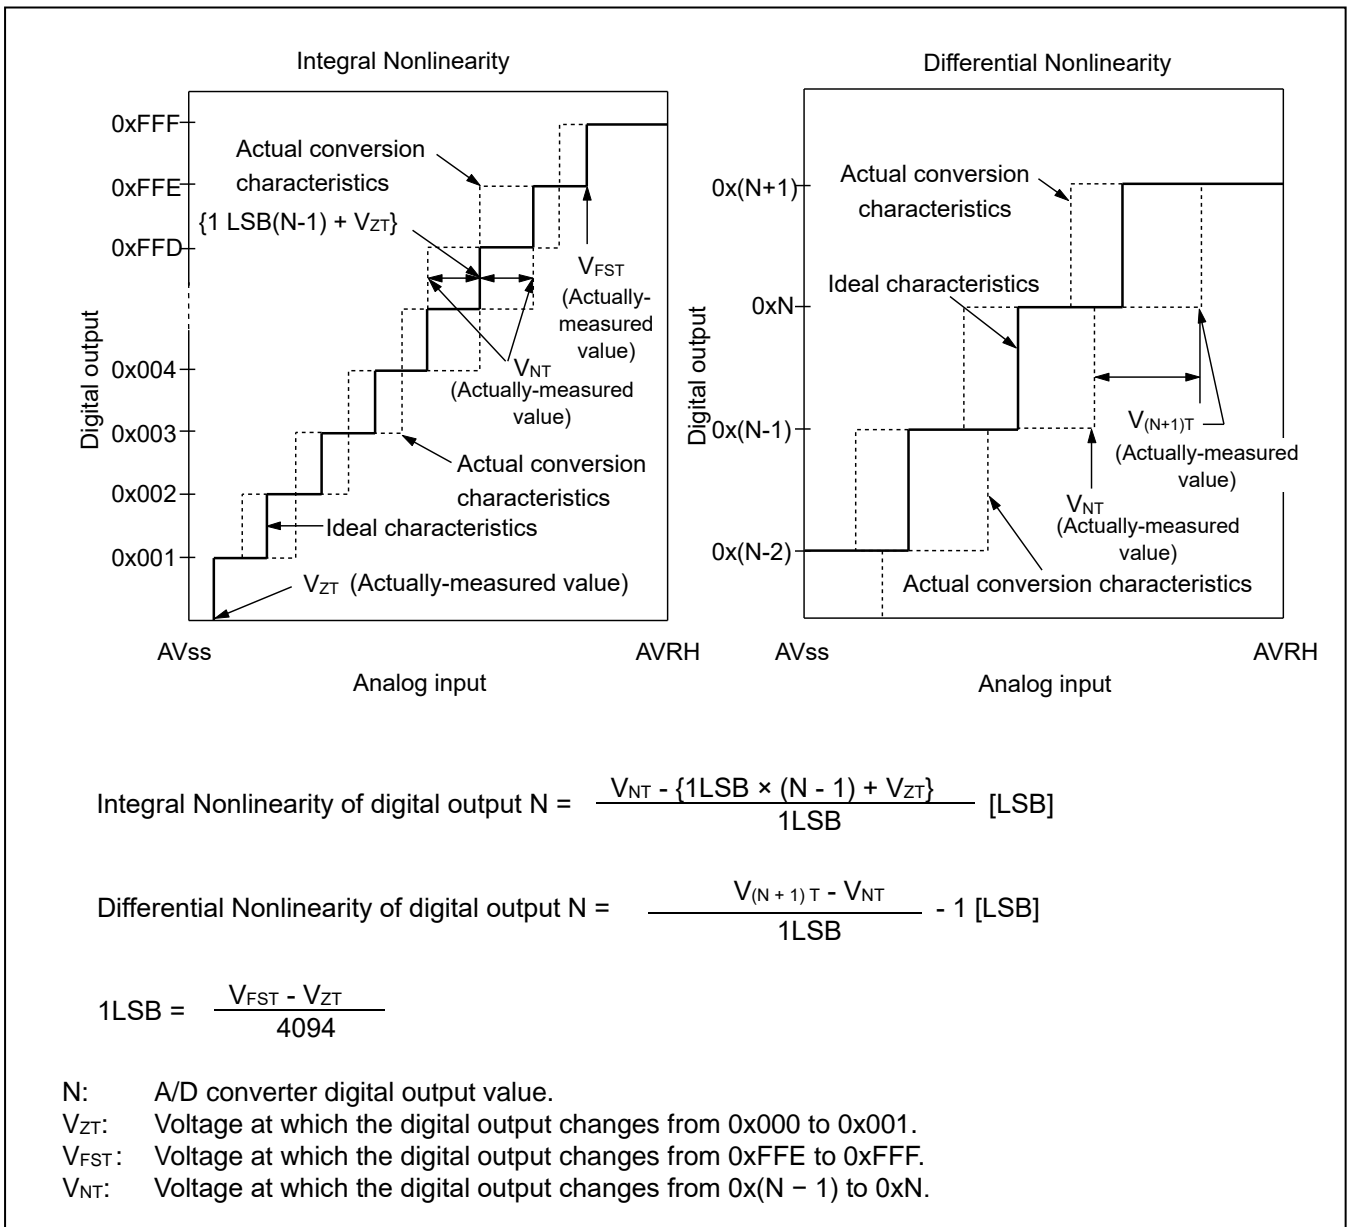 Integral Nonlinearity
0xFFF
0xFFE
0xFFD
0x004
0x003
0x002
0x001
Digital output
Actual conversion
characteristics
{1 LSB(N-1) + VZT}
VFST
(Actually-
measured
value)
VNT
(Actually-measured
value)
Actual conversion
characteristics
Ideal characteristics
VZT (Actually-measured value)
AVss
AVRH
Analog input
Differential Nonlinearity
0x(N+1)
0xN
0x(N-1)
0x(N-2)
Digital output
Actual conversion
characteristics
Ideal characteristics
V(N+1)T
(Actually-measured
value)
VNT
(Actually-measured
value)
Actual conversion characteristics
AVss
AVRH
Analog input
Integral Nonlinearity of digital output N =
VNT - {1LSB × (N - 1) + VZT}
1LSB
[LSB]
Differential Nonlinearity of digital output N =
V(N + 1) T - VNT
1LSB
- 1 [LSB]
1LSB =
VFST - VZT
4094
N: A/D converter digital output value.
VZT: Voltage at which the digital output changes from 0x000 to 0x001.
VFST: Voltage at which the digital output changes from 0xFFE to 0xFFF.
VNT: Voltage at which the digital output changes from 0x(N − 1) to 0xN.